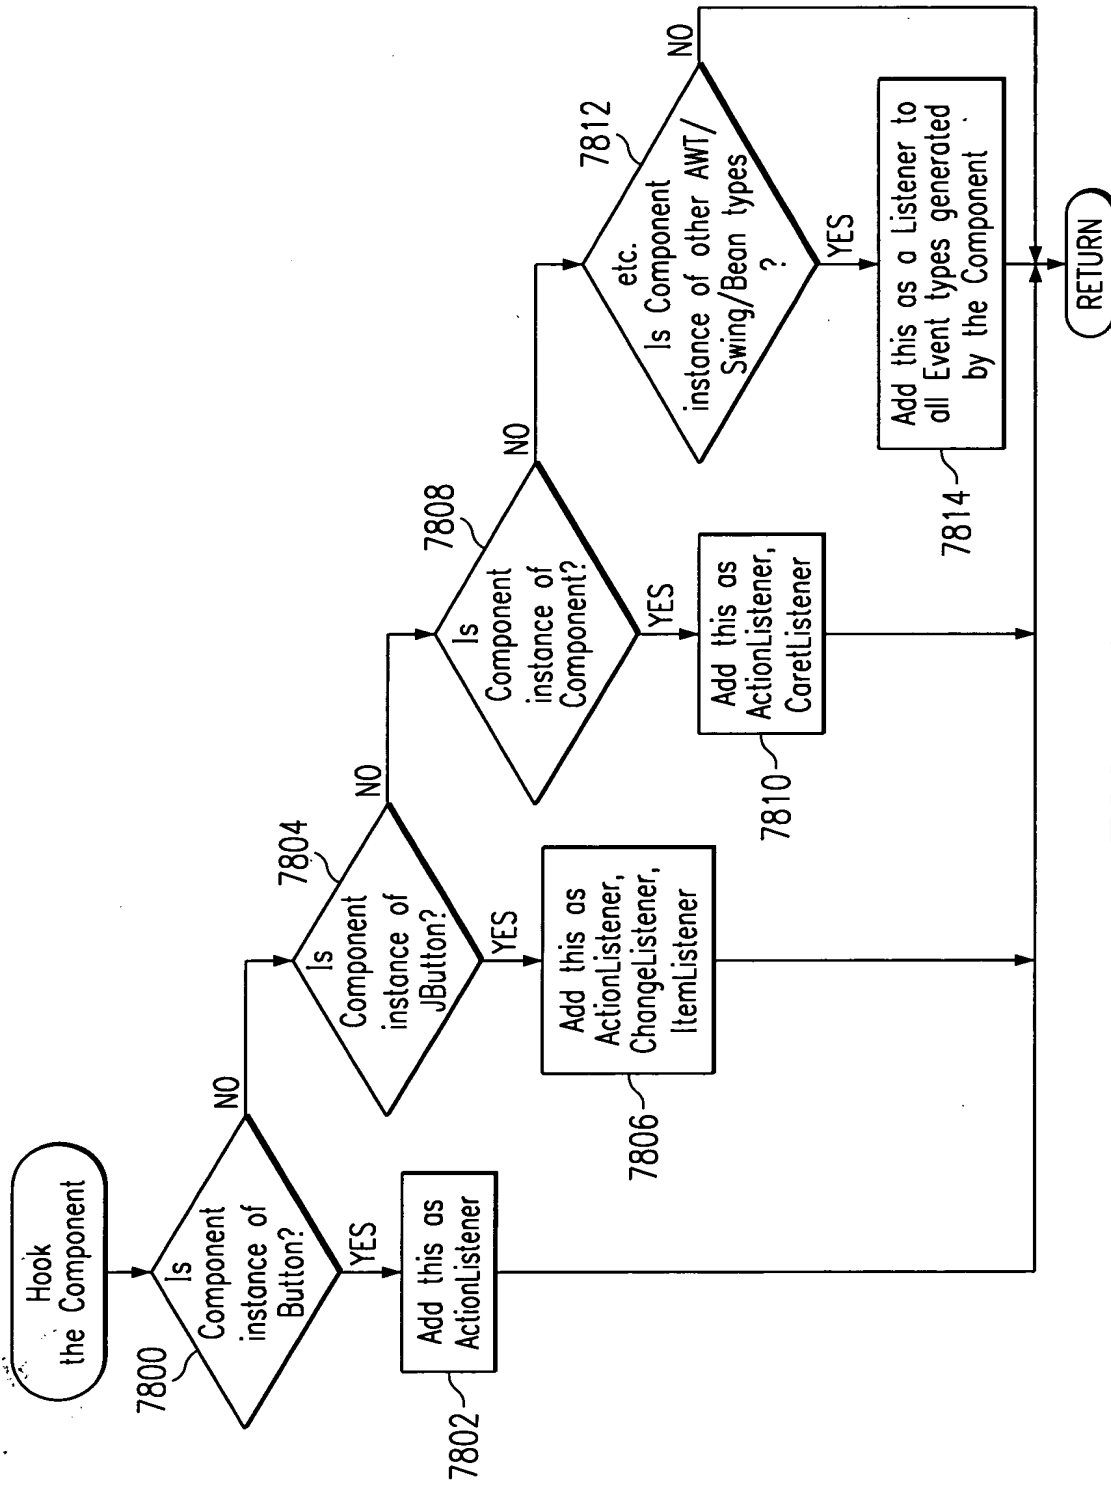 Hook
the Component
7800
Is
Component
instance of
Button?
NO
YES
7802
Add this as
ActionListener
7804
Is
Component
instance of
JButton?
NO
YES
7806
Add this as
ActionListener,
ChangeListener,
ItemListener
7808
Is
Component
instance of
Component?
NO
YES
7810
Add this as
ActionListener,
CaretListener
7812
etc.
Is Component
instance of other AWT/
Swing/Bean types
?
NO
YES
7814
Add this as a Listener to
all Event types generated
by the Component
RETURN